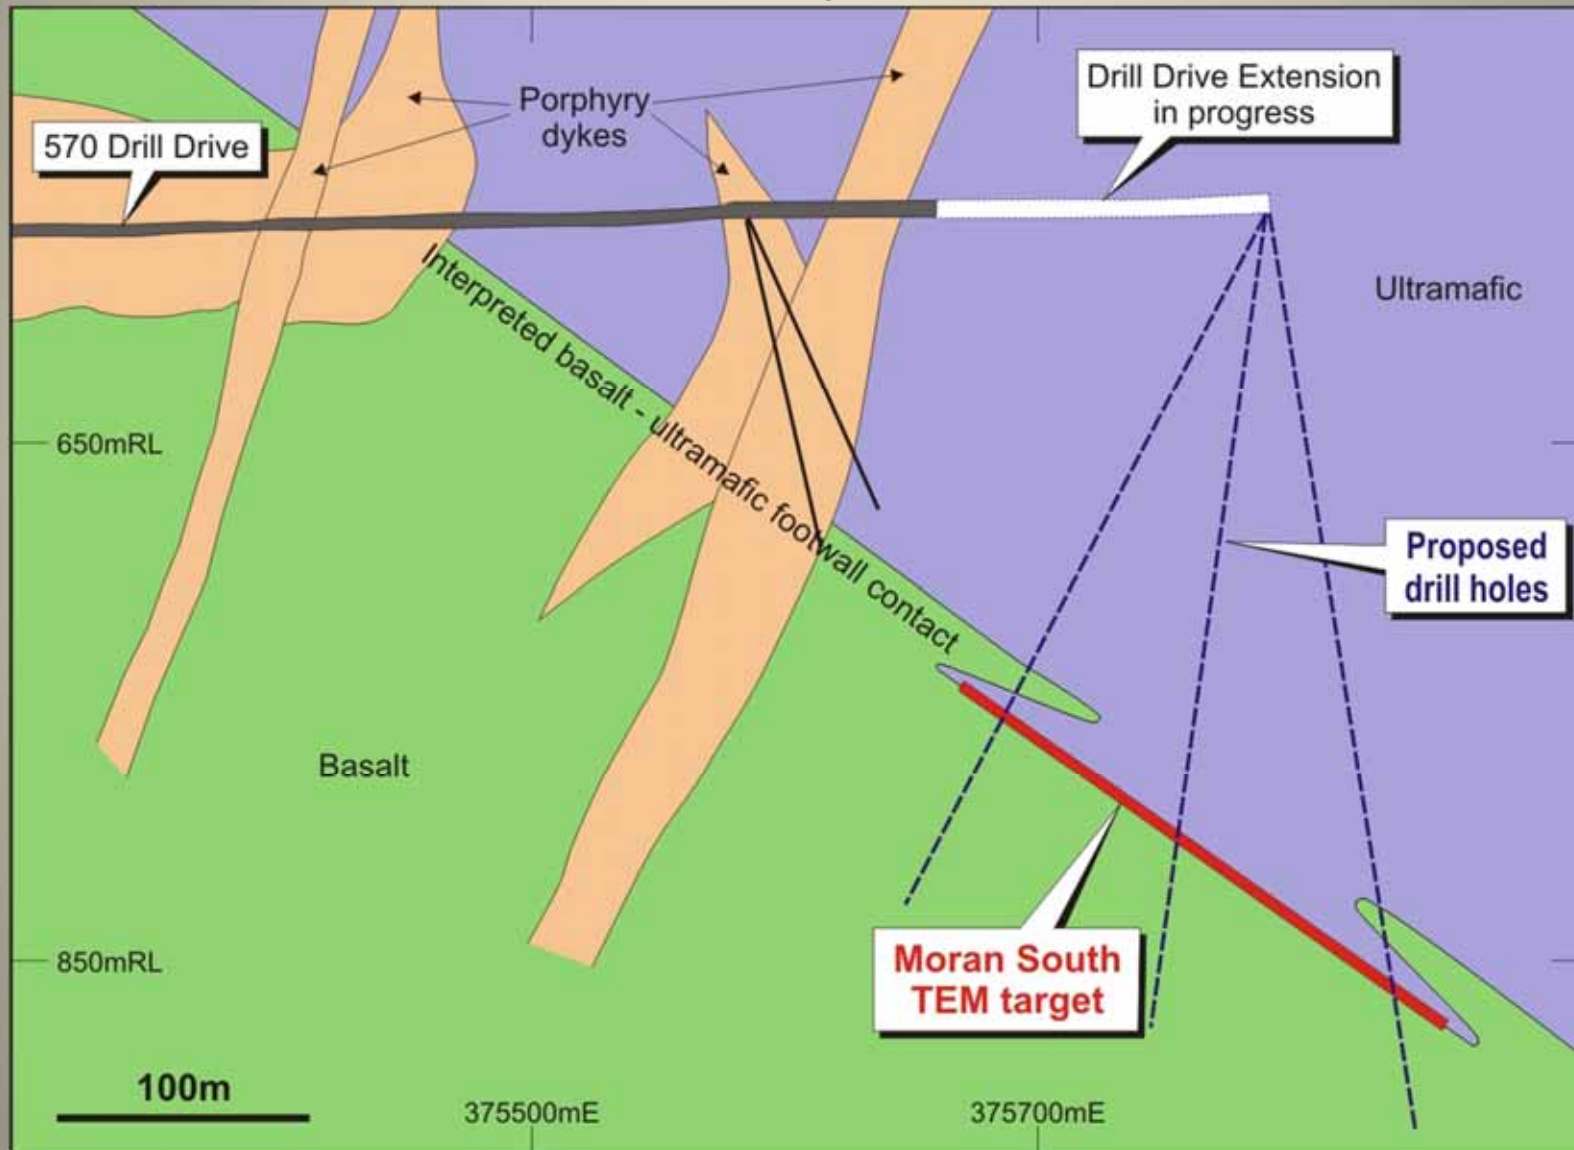 Porphyry
dykes
Drill Drive Extension
in progress
570 Drill Drive
Interpreted basalt - ultramafic footwall contact
Ultramafic
650mRL
Proposed
drill holes
Basalt
850mRL
Moran South
TEM target
100m
375500mE
375700mE